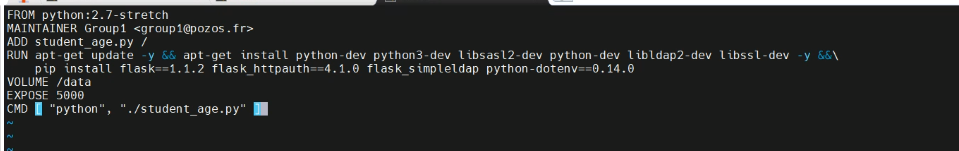 FROM python:2.7-stretch
MAINTAINER Group1 <group1@pozos.fr>
ADD student_age.py /
RUN apt-get update -y && apt-get install python-dev python3-dev libsasl2-dev python-dev libldap2-dev libssl-dev -y &&\
    pip install flask==1.1.2 flask_httpauth==4.1.0 flask_simpleldap python-dotenv==0.14.0
VOLUME /data
EXPOSE 5000
CMD [ "python", "./student_age.py" ]
~
~
~